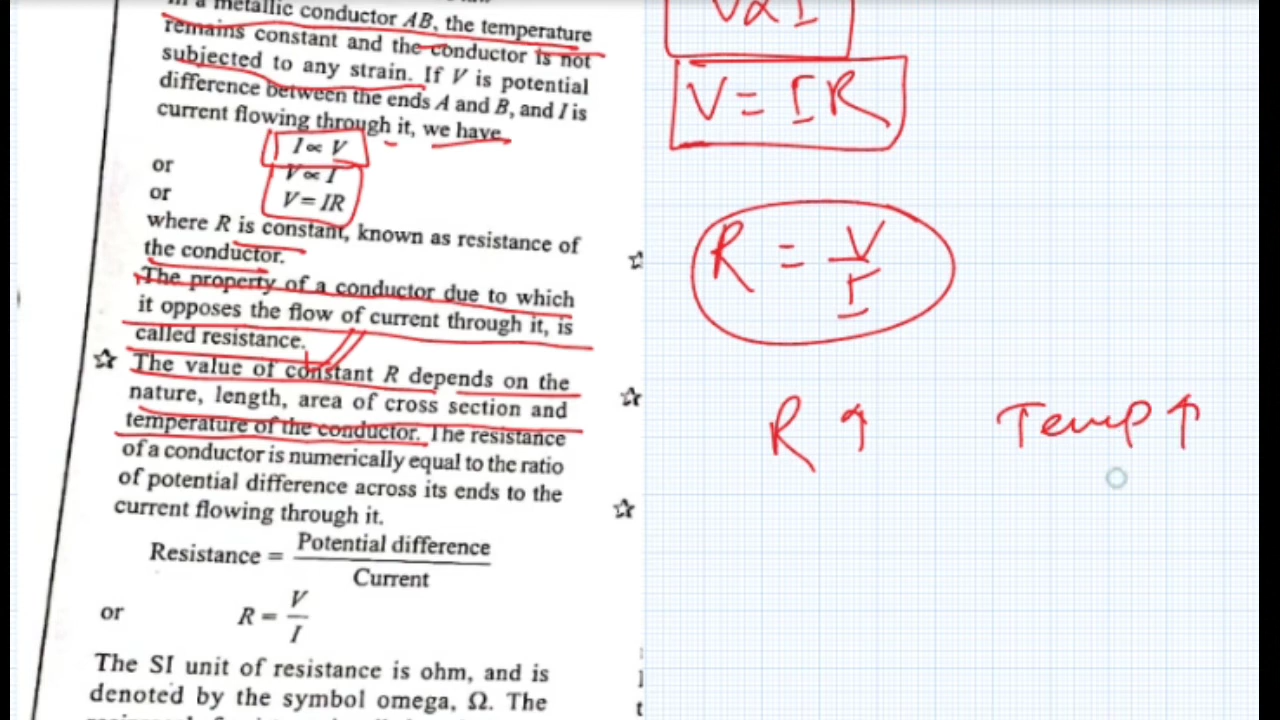 in a metallic conductor AB, the temperature
remains constant and the conductor is not
subjected to any strain. If V is potential
difference between the ends A and B, and I is
current flowing through it, we have
I ∝ V
or V ∝ I
or V = IR
where R is constant, known as resistance of
the conductor.
The property of a conductor due to which
it opposes the flow of current through it, is
called resistance.
☆ The value of constant R depends on the
nature, length, area of cross section and
temperature of the conductor. The resistance
of a conductor is numerically equal to the ratio
of potential difference across its ends to the
current flowing through it.
Resistance = Potential difference
Current
or R = V
I
The SI unit of resistance is ohm, and is
denoted by the symbol omega, Ω. The
V ∝ I
V = IR
R = V
I
R ↑ Temp ↑